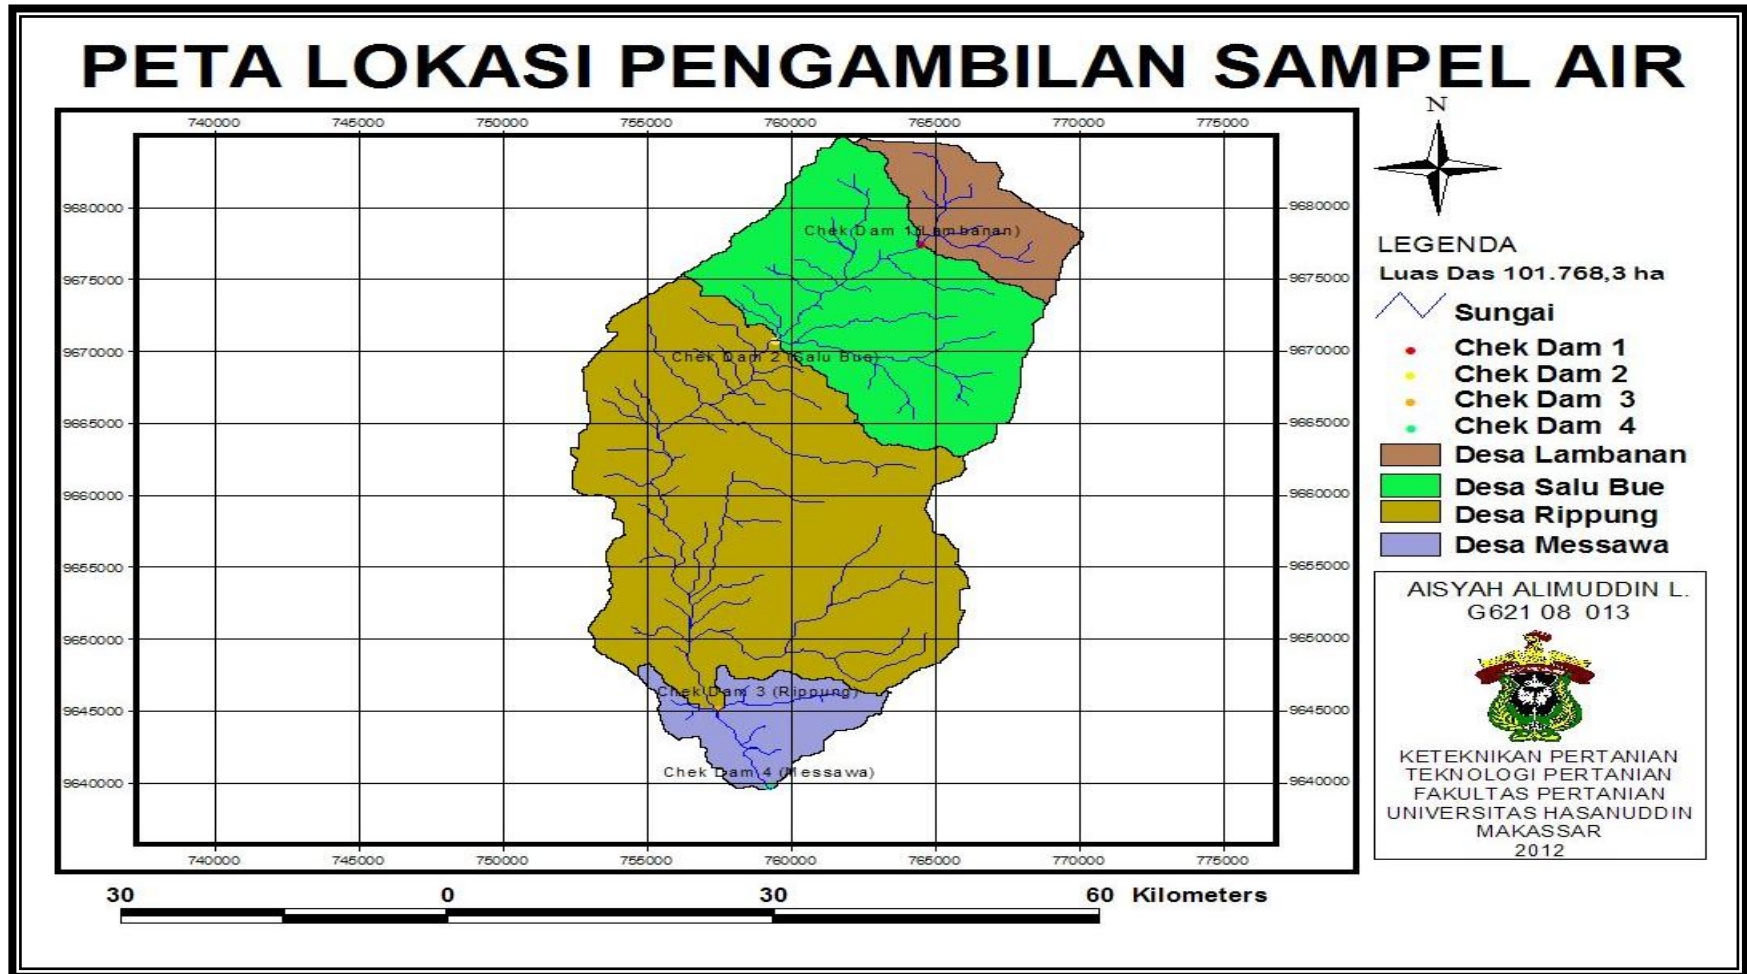 PETA LOKASI PENGAMBILAN SAMPEL AIR
740000 745000 750000 755000 760000 765000 770000 775000
9680000 9680000
9675000 9675000
9670000 9670000
9665000 9665000
9660000 9660000
9655000 9655000
9650000 9650000
9645000 9645000
9640000 9640000
Chek Dam 1 (Lambanan)
Chek Dam 2 (Salu Bue)
Chek Dam 3 (Rippung)
Chek Dam 4 (Messawa)
740000 745000 750000 755000 760000 765000 770000 775000
30 0 30 60 Kilometers
N
LEGENDA
Luas Das 101.768,3 ha
Sungai
Chek Dam 1
Chek Dam 2
Chek Dam 3
Chek Dam 4
Desa Lambanan
Desa Salu Bue
Desa Rippung
Desa Messawa
AISYAH ALIMUDDIN L.
G621 08 013
KETEKNIKAN PERTANIAN
TEKNOLOGI PERTANIAN
FAKULTAS PERTANIAN
UNIVERSITAS HASANUDDIN
MAKASSAR
2012